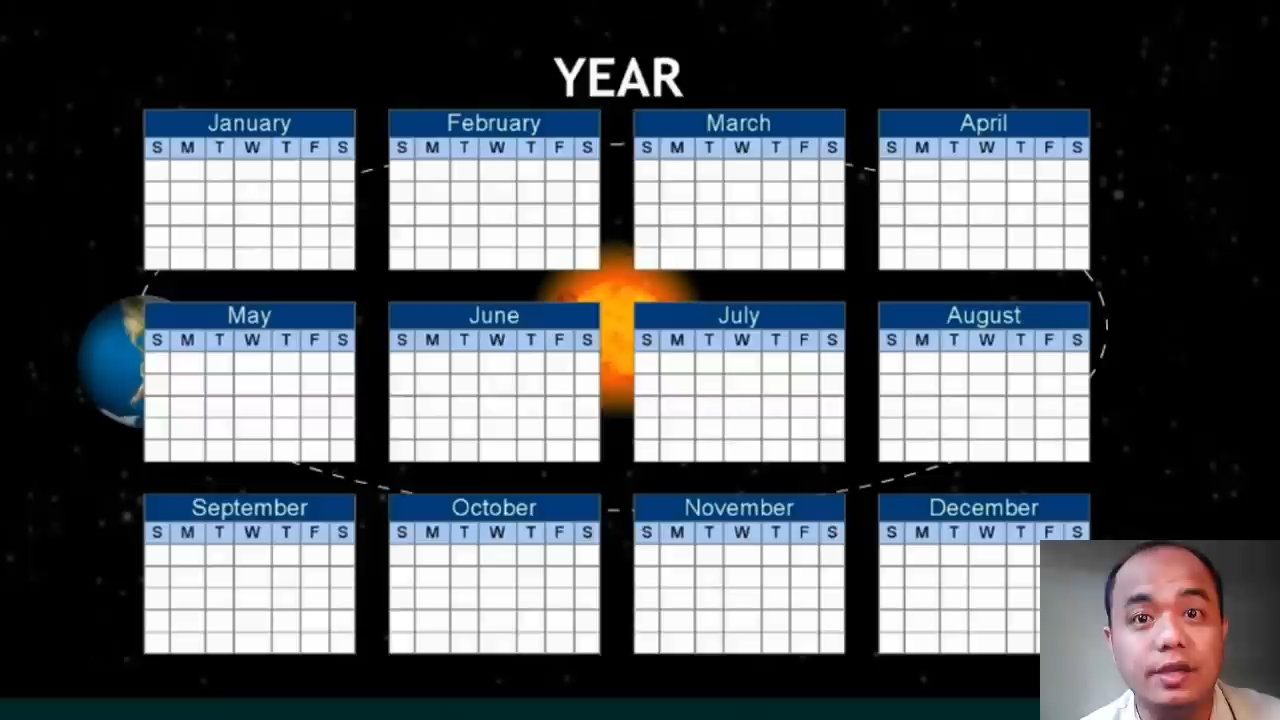 YEAR
January February March April
S M T W T F S S M T W T F S S M T W T F S S M T W T F S
May June July August
S M T W T F S S M T W T F S S M T W T F S S M T W T F S
September October November December
S M T W T F S S M T W T F S S M T W T F S S M T W T F S